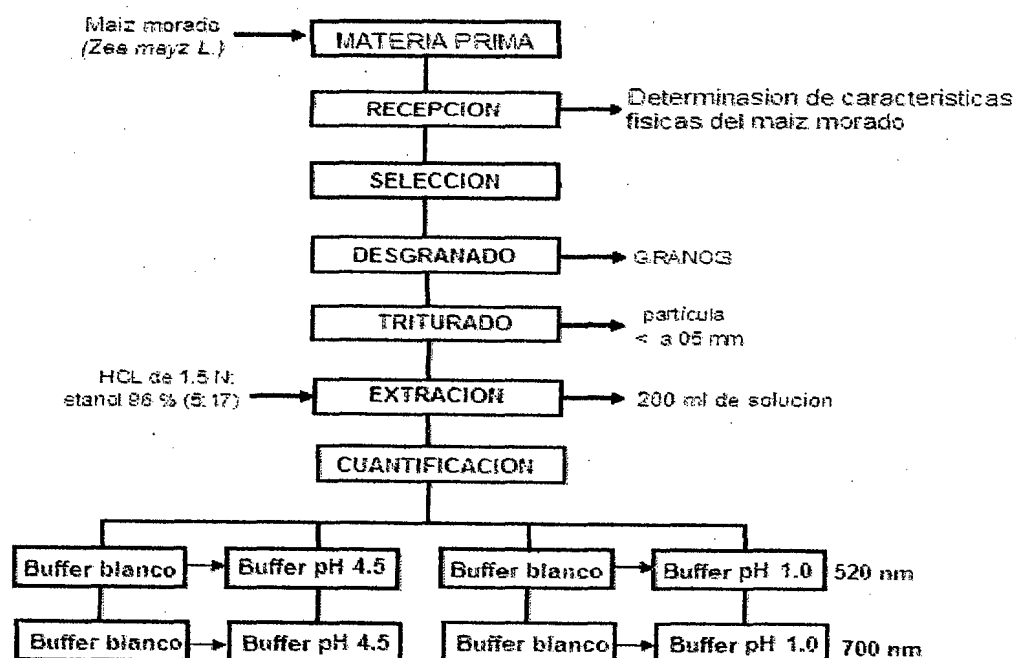 Maiz morado
(Zea mayz L.)
MATERIA PRIMA
RECEPCION
Determinasion de caracteristicas
fisicas del maiz morado
SELECCION
DESGRANADO
GRANOS
TRITURADO
partícula
< a 05 mm
HCL de 1.5 N:
etanol 96 % (5:17)
EXTRACION
200 ml de solucion
CUANTIFICACION
Buffer blanco
Buffer pH 4.5
Buffer blanco
Buffer pH 1.0
520 nm
Buffer blanco
Buffer pH 4.5
Buffer blanco
Buffer pH 1.0
700 nm